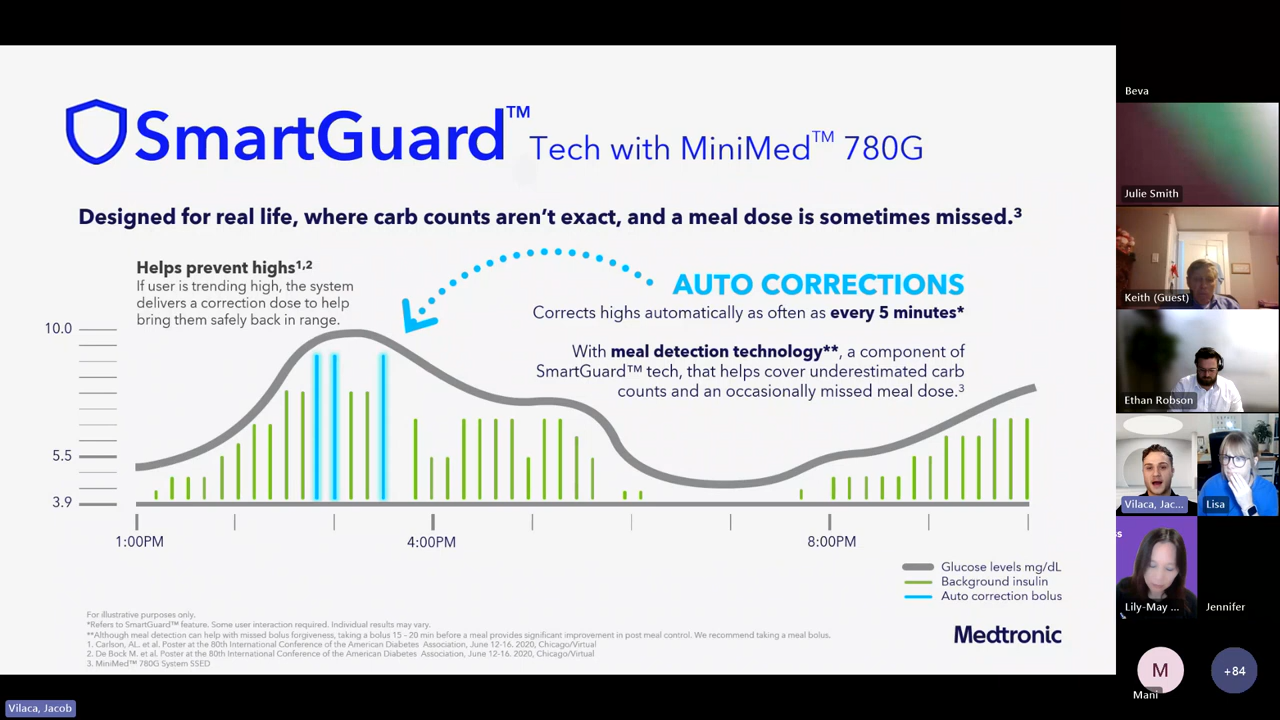 SmartGuard™ Tech with MiniMed™ 780G
Designed for real life, where carb counts aren't exact, and a meal dose is sometimes missed.³
Helps prevent highs¹,²
If user is trending high, the system
delivers a correction dose to help
bring them safely back in range.
AUTO CORRECTIONS
Corrects highs automatically as often as every 5 minutes*
With meal detection technology**, a component of
SmartGuard™ tech, that helps cover underestimated carb
counts and an occasionally missed meal dose.³
10.0
5.5
3.9
1:00PM
4:00PM
8:00PM
Glucose levels mg/dL
Background insulin
Auto correction bolus
For illustrative purposes only.
*Refers to SmartGuard™ feature. Some user interaction required. Individual results may vary.
**Although meal detection can help with missed bolus forgiveness, taking a bolus 15 - 20 min before a meal provides significant improvement in post meal control. We recommend taking a meal bolus.
1. Carlson, AL. et al. Poster at the 80th International Conference of the American Diabetes Association, June 12-16. 2020, Chicago/Virtual
2. De Bock M. et al. Poster at the 80th International Conference of the American Diabetes Association, June 12-16. 2020, Chicago/Virtual
3. MiniMed™ 780G System SSED
Medtronic
Beva
Julie Smith
Keith (Guest)
Ethan Robson
Vilaca, Jac...
Lisa
Lily-May ...
Jennifer
M
Mani
+84
Vilaca, Jacob